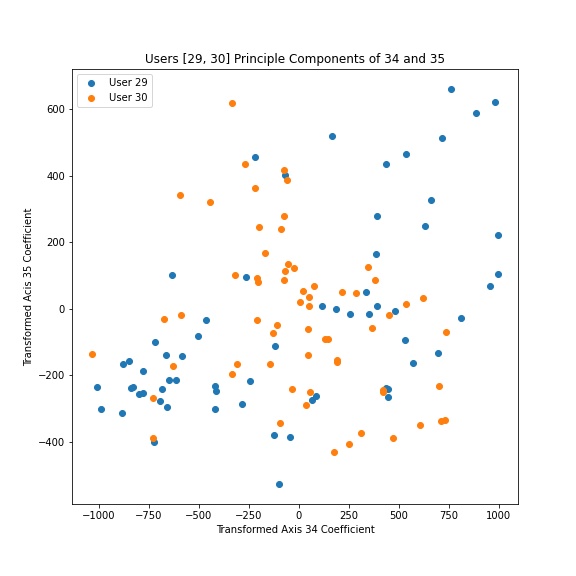 Users [29, 30] Principle Components of 34 and 35
User 29
User 30
600
400
200
0
−200
−400
Transformed Acis 35 Coefficient
−1000 −750 −500 −250 0 250 500 750 1000
Transformed Axis 34 Coefficient